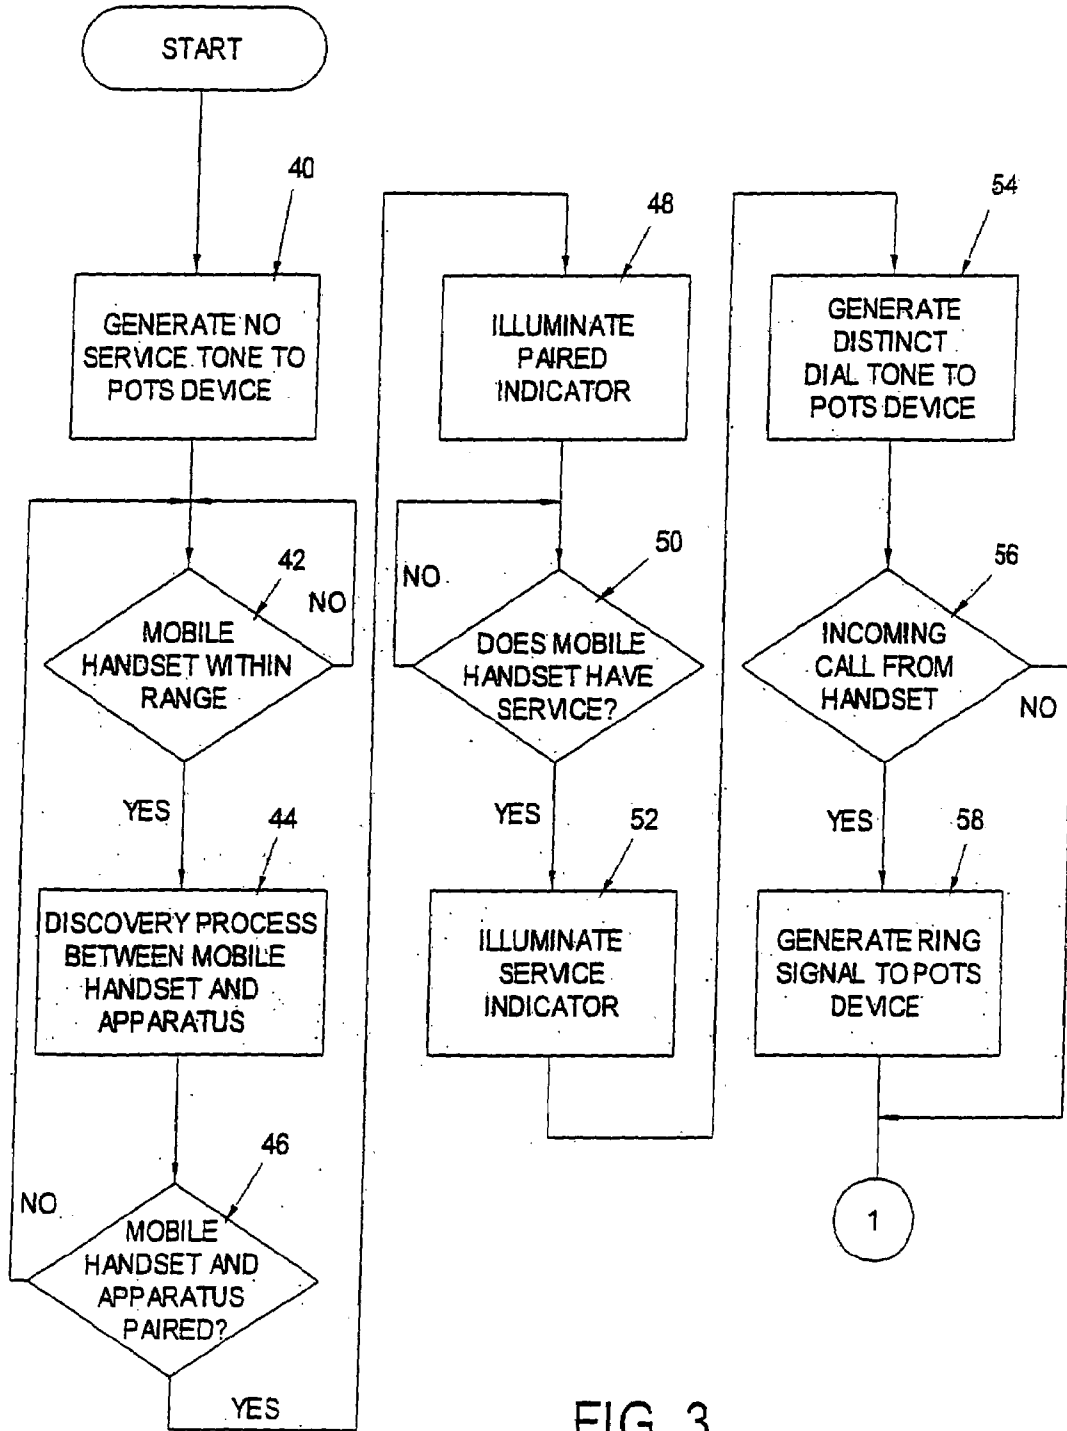 START
40
GENERATE NO
SERVICE TONE TO
POTS DEVICE
42
NO
MOBILE
HANDSET WITHIN
RANGE
YES
44
DISCOVERY PROCESS
BETWEEN MOBILE
HANDSET AND
APPARATUS
46
NO
MOBILE
HANDSET AND
APPARATUS
PAIRED?
YES
48
ILLUMINATE
PAIRED
INDICATOR
50
NO
DOES MOBILE
HANDSET HAVE
SERVICE?
YES
52
ILLUMINATE
SERVICE
INDICATOR
54
GENERATE
DISTINCT
DIAL TONE TO
POTS DEVICE
56
INCOMING
CALL FROM
HANDSET
NO
YES
58
GENERATE RING
SIGNAL TO POTS
DEVICE
1
FIG. 3